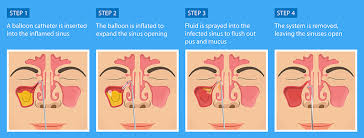 STEP 1
A balloon catheter is inserted
into the inflamed sinus
STEP 2
The balloon is inflated to
expand the sinus opening
STEP 3
Fluid is sprayed into the
infected sinus to flush out
pus and mucus
STEP 4
The system is removed,
leaving the sinuses open